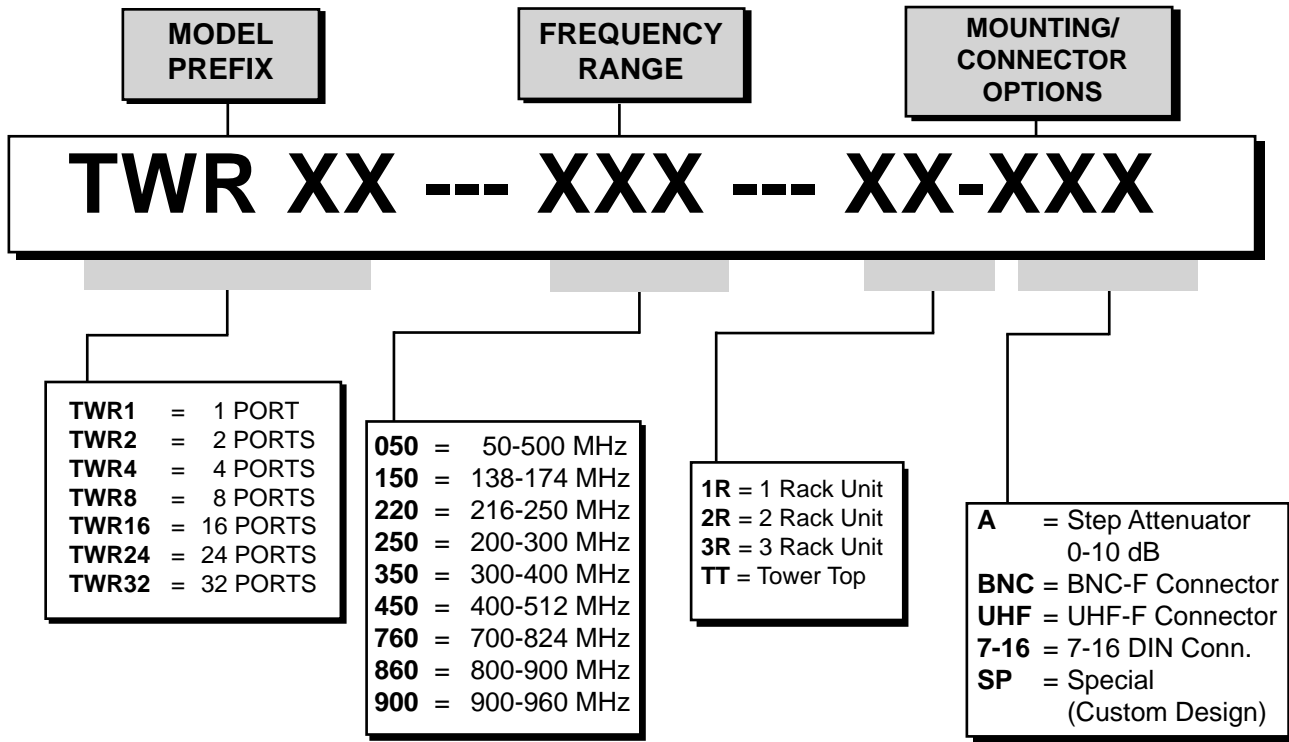 MODEL
PREFIX
FREQUENCY
RANGE
MOUNTING/
CONNECTOR
OPTIONS
TWR XX --- XXX --- XX-XXX
TWR1 = 1 PORT
TWR2 = 2 PORTS
TWR4 = 4 PORTS
TWR8 = 8 PORTS
TWR16 = 16 PORTS
TWR24 = 24 PORTS
TWR32 = 32 PORTS
050 = 50-500 MHz
150 = 138-174 MHz
220 = 216-250 MHz
250 = 200-300 MHz
350 = 300-400 MHz
450 = 400-512 MHz
760 = 700-824 MHz
860 = 800-900 MHz
900 = 900-960 MHz
1R = 1 Rack Unit
2R = 2 Rack Unit
3R = 3 Rack Unit
TT = Tower Top
A = Step Attenuator
0-10 dB
BNC = BNC-F Connector
UHF = UHF-F Connector
7-16 = 7-16 DIN Conn.
SP = Special
(Custom Design)